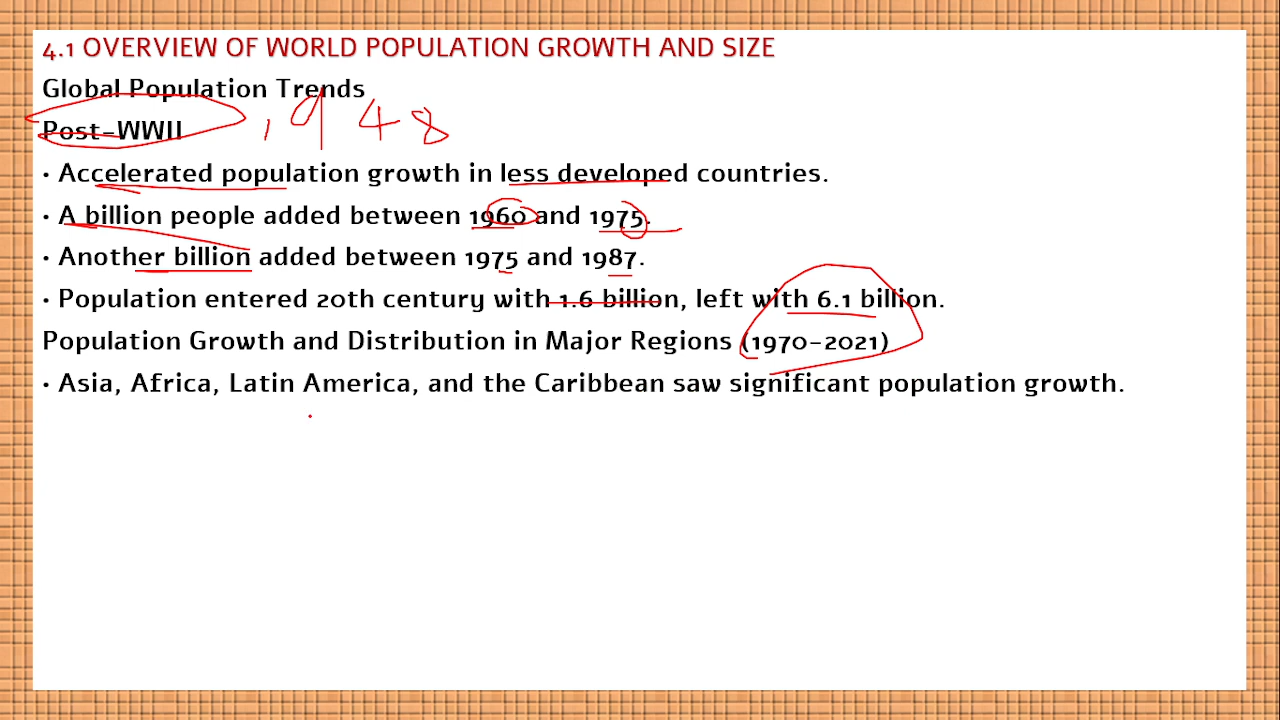 4.1 OVERVIEW OF WORLD POPULATION GROWTH AND SIZE
Global Population Trends
Post-WWII 1948
• Accelerated population growth in less developed countries.
• A billion people added between 1960 and 1975.
• Another billion added between 1975 and 1987.
• Population entered 20th century with 1.6 billion, left with 6.1 billion.
Population Growth and Distribution in Major Regions (1970-2021)
• Asia, Africa, Latin America, and the Caribbean saw significant population growth.